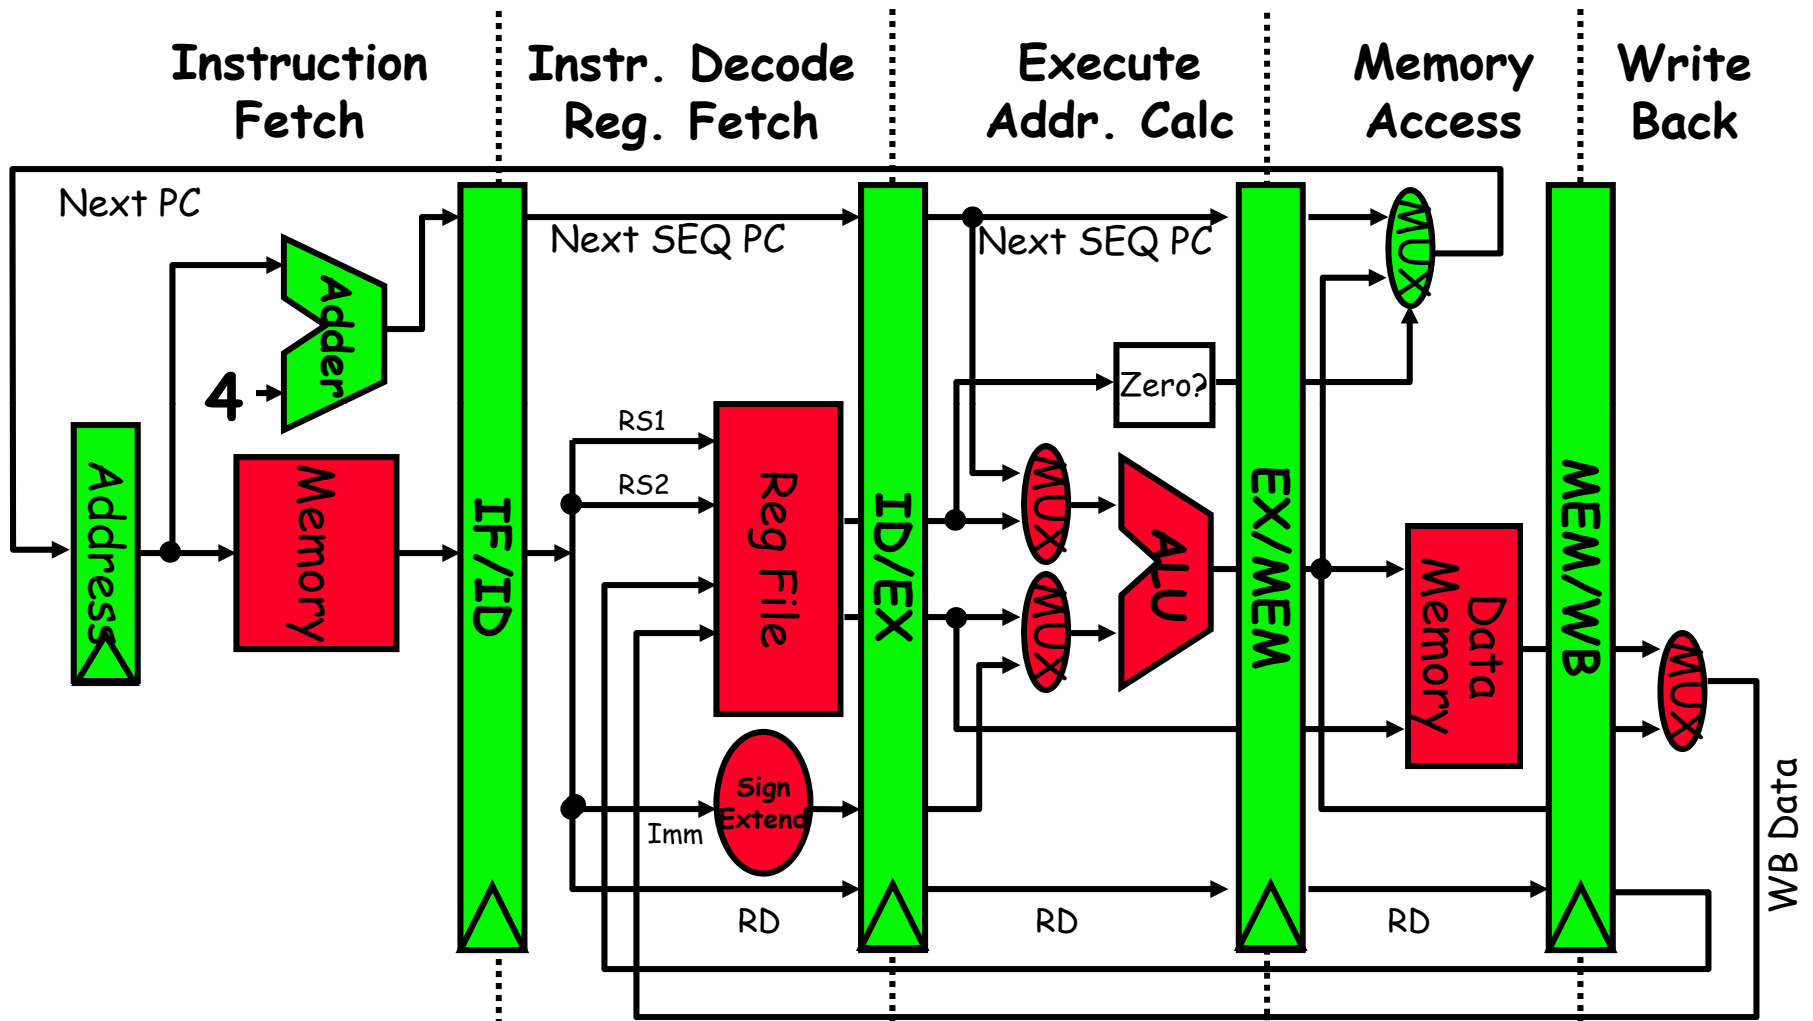 Instruction
Fetch
Instr. Decode
Reg. Fetch
Execute
Addr. Calc
Memory
Access
Write
Back
Next PC
Next SEQ PC
Next SEQ PC
MUX
Adder
4
Zero?
RS1
RS2
Address
Memory
IF/ID
Reg File
ID/EX
MUX
MUX
ALU
EX/MEM
Data
Memory
MEM/WB
MUX
Sign
Extend
Imm
WB Data
RD
RD
RD